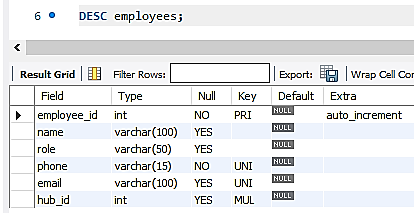 6 DESC employees;
Result Grid Filter Rows: Export: Wrap Cell Con
Field Type Null Key Default Extra
employee_id int NO PRI NULL auto_increment
name varchar(100) YES NULL
role varchar(50) YES NULL
phone varchar(15) NO UNI NULL
email varchar(100) YES UNI NULL
hub_id int YES MUL NULL